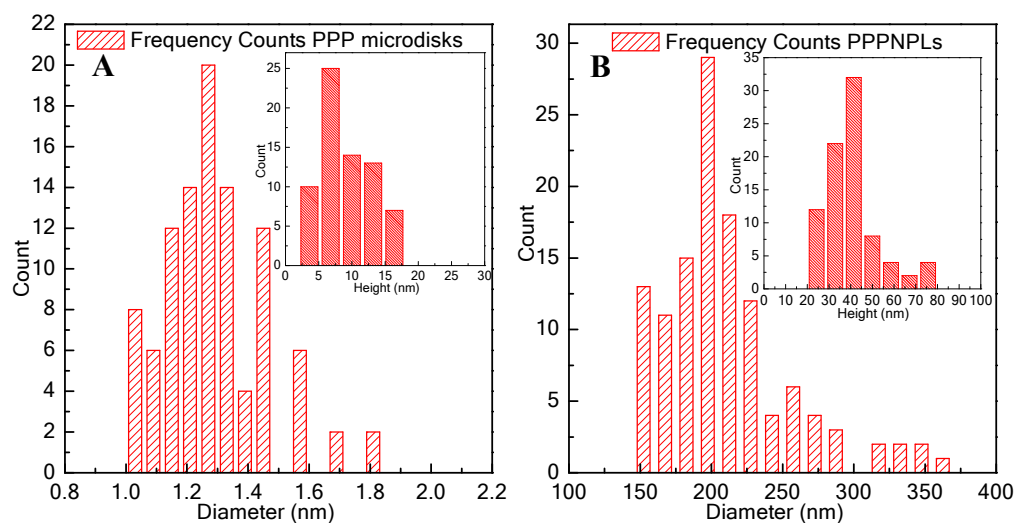 Frequency Counts PPP microdisks
A
Count
22
20
18
16
14
12
10
8
6
4
2
0
0.8 1.0 1.2 1.4 1.6 1.8 2.0 2.2
Diameter (nm)
Count
25
20
15
10
5
0
0 5 10 15 20 25 30
Height (nm)
Frequency Counts PPPNPLs
B
Count
30
25
20
15
10
5
0
100 150 200 250 300 350 400
Diameter (nm)
Count
35
30
25
20
15
10
5
0
0 10 20 30 40 50 60 70 80 90 100
Height (nm)